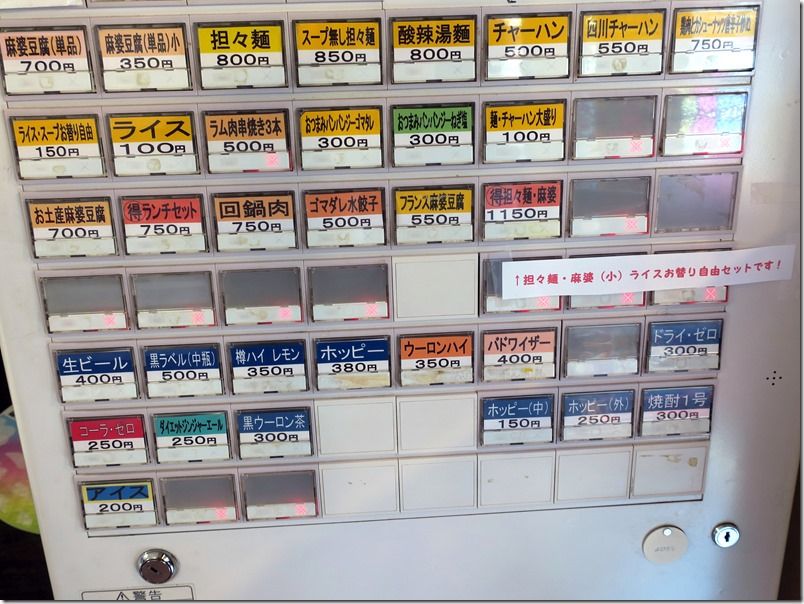 麻婆豆腐(単品)
700円
麻婆豆腐(単品)小
350円
担々麺
800円
スープ無し担々麺
850円
酸辣湯麵
800円
チャーハン
500円
四川チャーハン
550円
750円
ライス・スープお替り自由
150円
ライス
100円
ラム肉串焼き3本
500円
おつまみバンバンジーゴマダレ
300円
おつまみバンバンジーねぎ塩
300円
麺・チャーハン大盛り
100円
お土産麻婆豆腐
700円
得ランチセット
750円
回鍋肉
750円
ゴマダレ水餃子
500円
フランス麻婆豆腐
550円
得担々麺・麻婆
1150円
↑担々麺・麻婆(小)ライスお替り自由セットです!
生ビール
400円
黒ラベル(中瓶)
500円
樽ハイ レモン
350円
ホッピー
380円
ウーロンハイ
350円
バドワイザー
400円
ドライ・ゼロ
300円
コーラ・ゼロ
250円
ダイエットジンジャーエール
250円
黒ウーロン茶
300円
ホッピー(中)
150円
ホッピー(外)
250円
焼酎1号
300円
アイス
200円
⚠警告